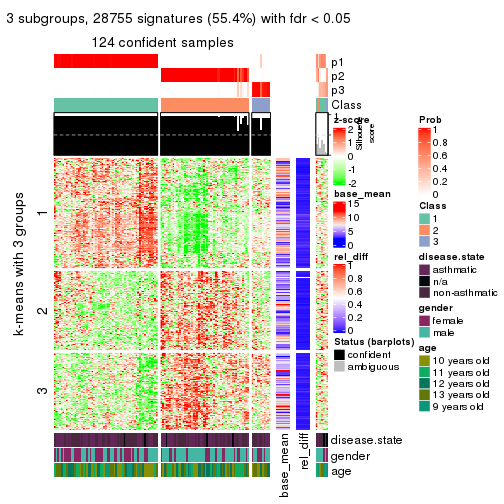 3 subgroups, 28755 signatures (55.4%) with fdr < 0.05
124 confident samples
p1
p2
p3
Class
Silhouette score
k-means with 3 groups
1
2
3
disease.state
gender
age
base_mean
rel_diff
z-score
2
1
0
-1
-2
base_mean
15
10
5
0
rel_diff
1
0.8
0.6
0.4
0.2
0
Status (barplots)
confident
ambiguous
Prob
1
0.8
0.6
0.4
0.2
0
Class
1
2
3
disease.state
asthmatic
n/a
non-asthmatic
gender
female
male
age
10 years old
11 years old
12 years old
13 years old
9 years old